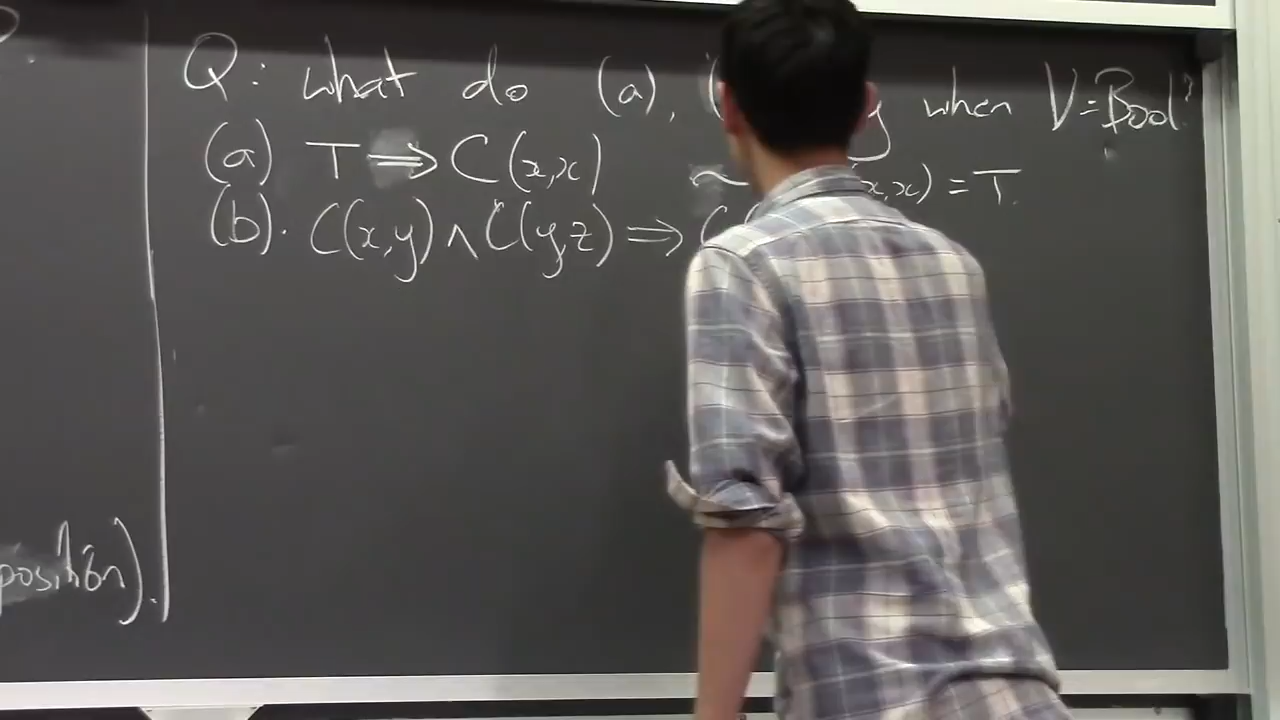 Q: what do (a), ( y when V=Bool?
(a) T ⇒ C(x,x) ~ x,x) = T.
(b). C(x,y) ∧ C(y,z) ⇒ C
position).